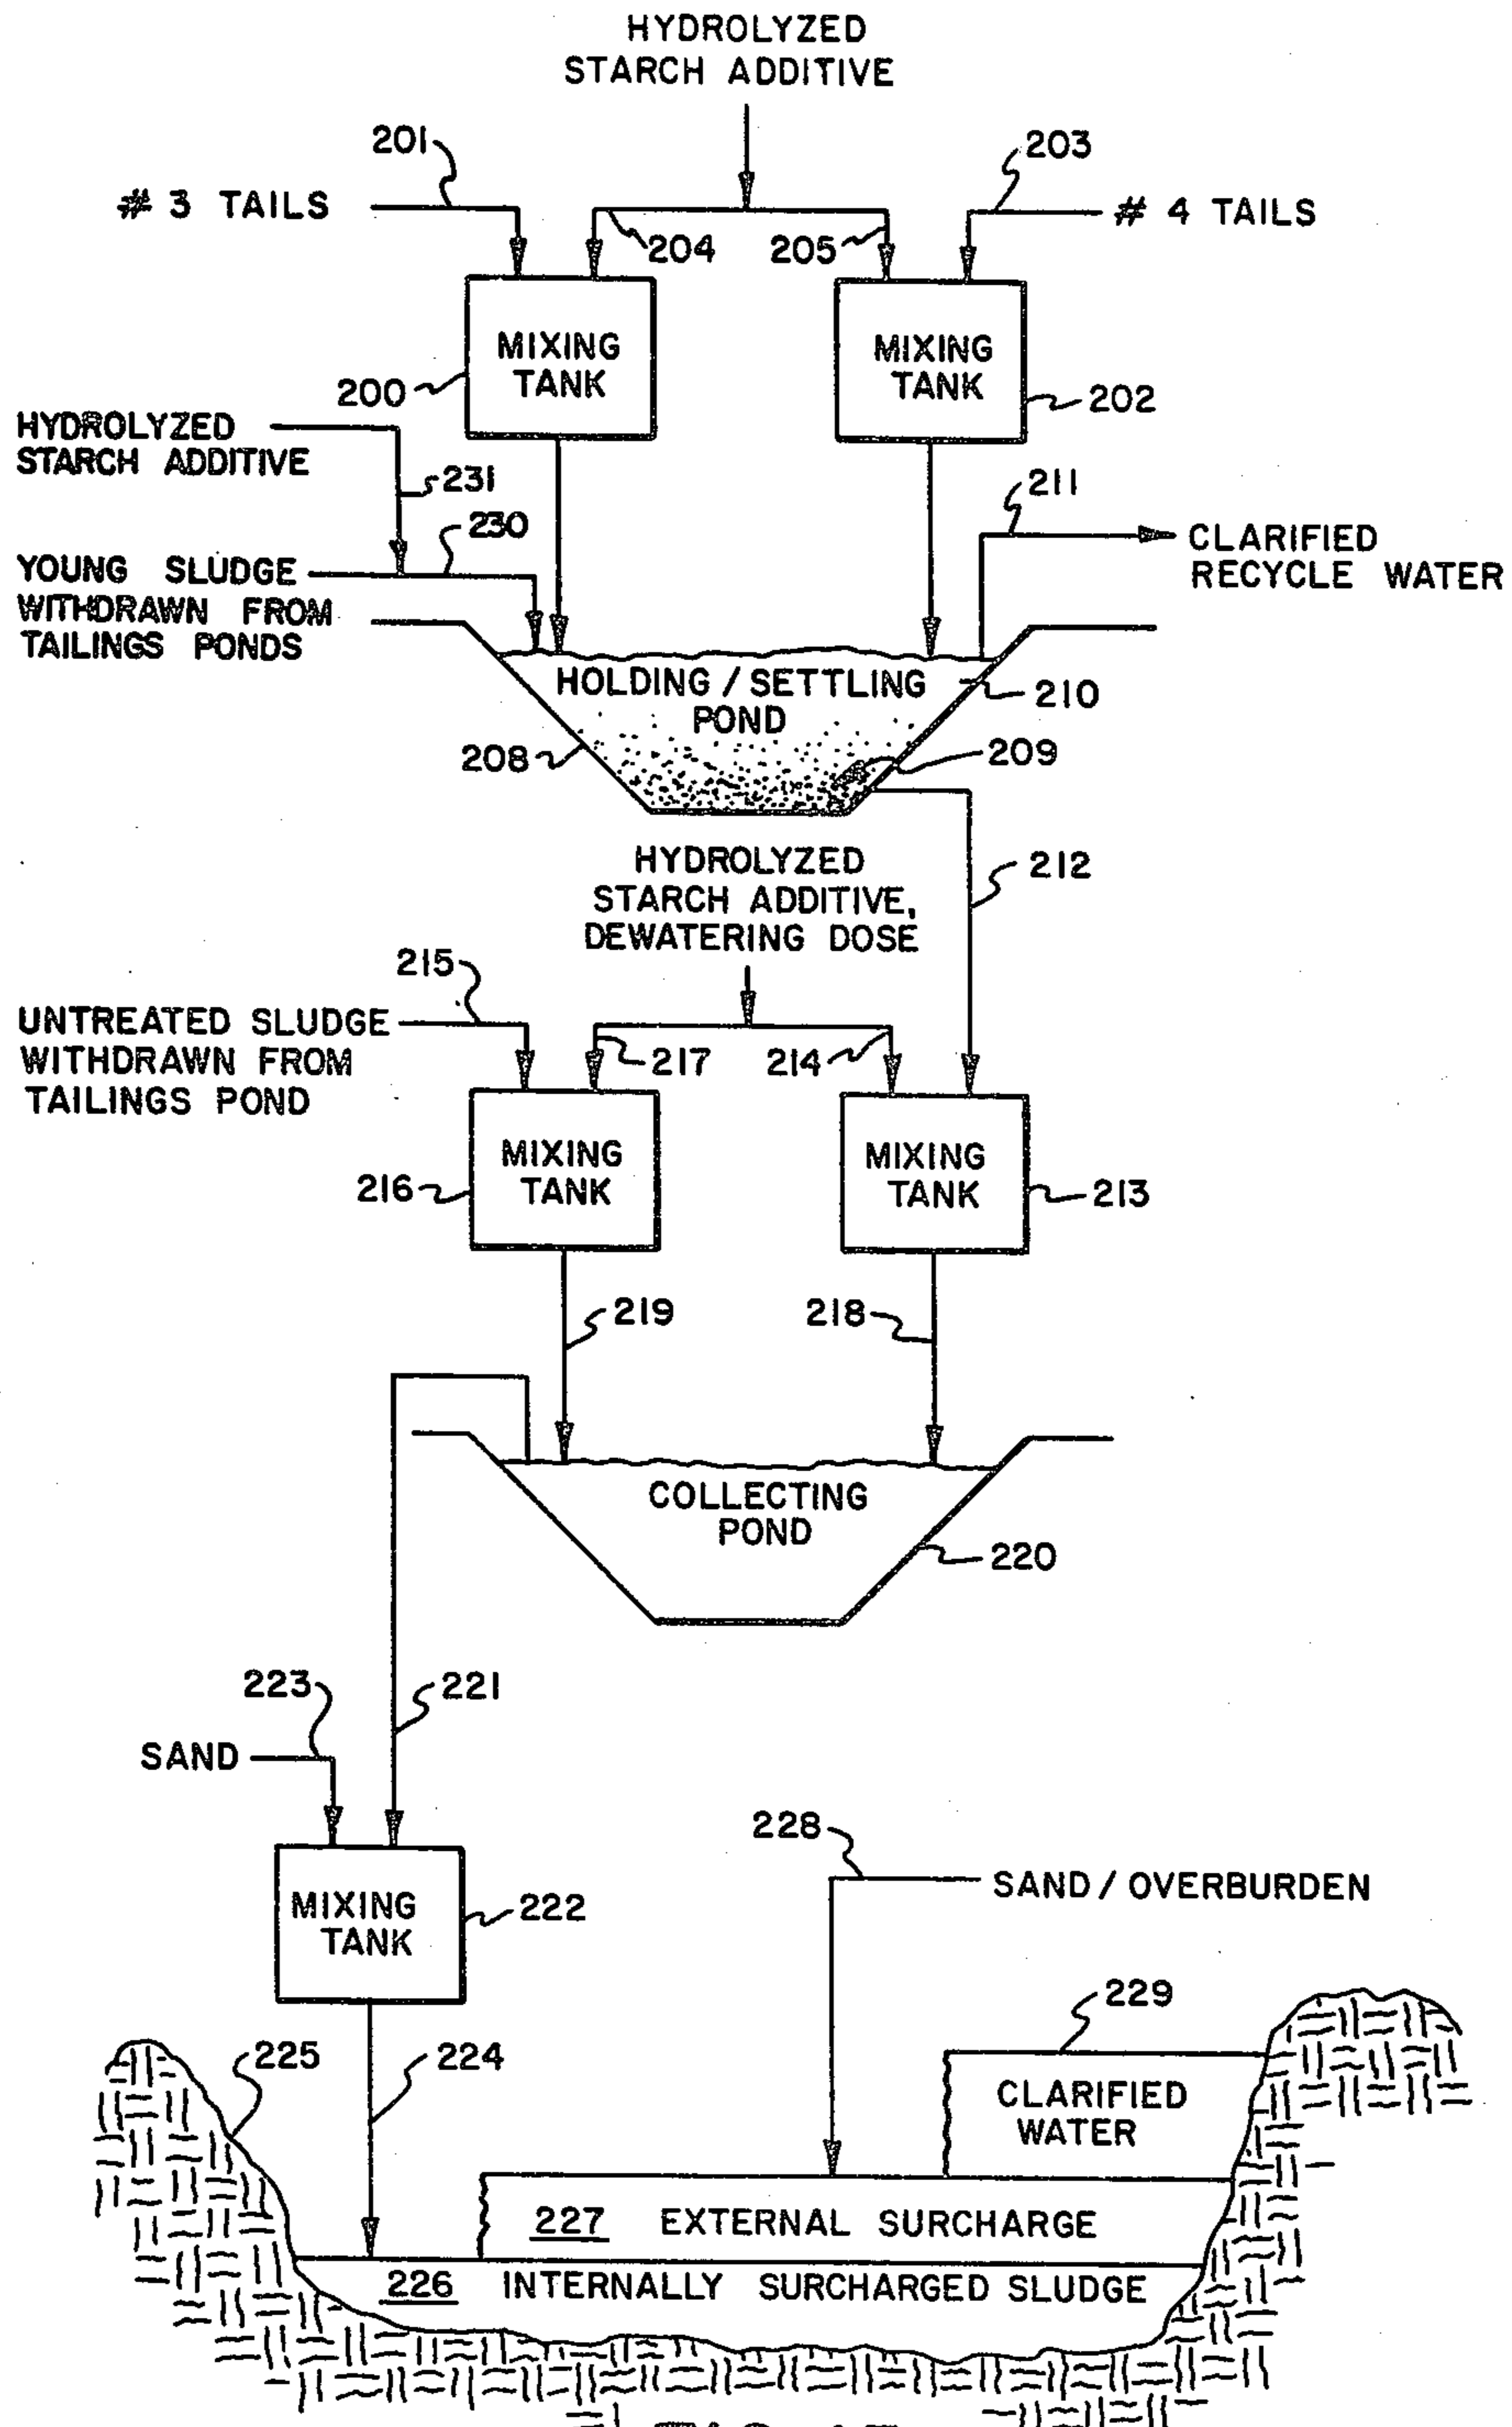 HYDROLYZED
STARCH ADDITIVE
201
203
# 3 TAILS
# 4 TAILS
204
205
MIXING
TANK
MIXING
TANK
200
202
HYDROLYZED
STARCH ADDITIVE
231
211
230
CLARIFIED
RECYCLE WATER
YOUNG SLUDGE
WITHDRAWN FROM
TAILINGS PONDS
HOLDING / SETTLING
POND
210
208
209
HYDROLYZED
STARCH ADDITIVE,
DEWATERING DOSE
212
215
UNTREATED SLUDGE
WITHDRAWN FROM
TAILINGS POND
217
214
MIXING
TANK
MIXING
TANK
216
213
219
218
COLLECTING
POND
220
223
221
SAND
228
SAND / OVERBURDEN
MIXING
TANK
222
229
225
224
CLARIFIED
WATER
227 EXTERNAL SURCHARGE
226 INTERNALLY SURCHARGED SLUDGE